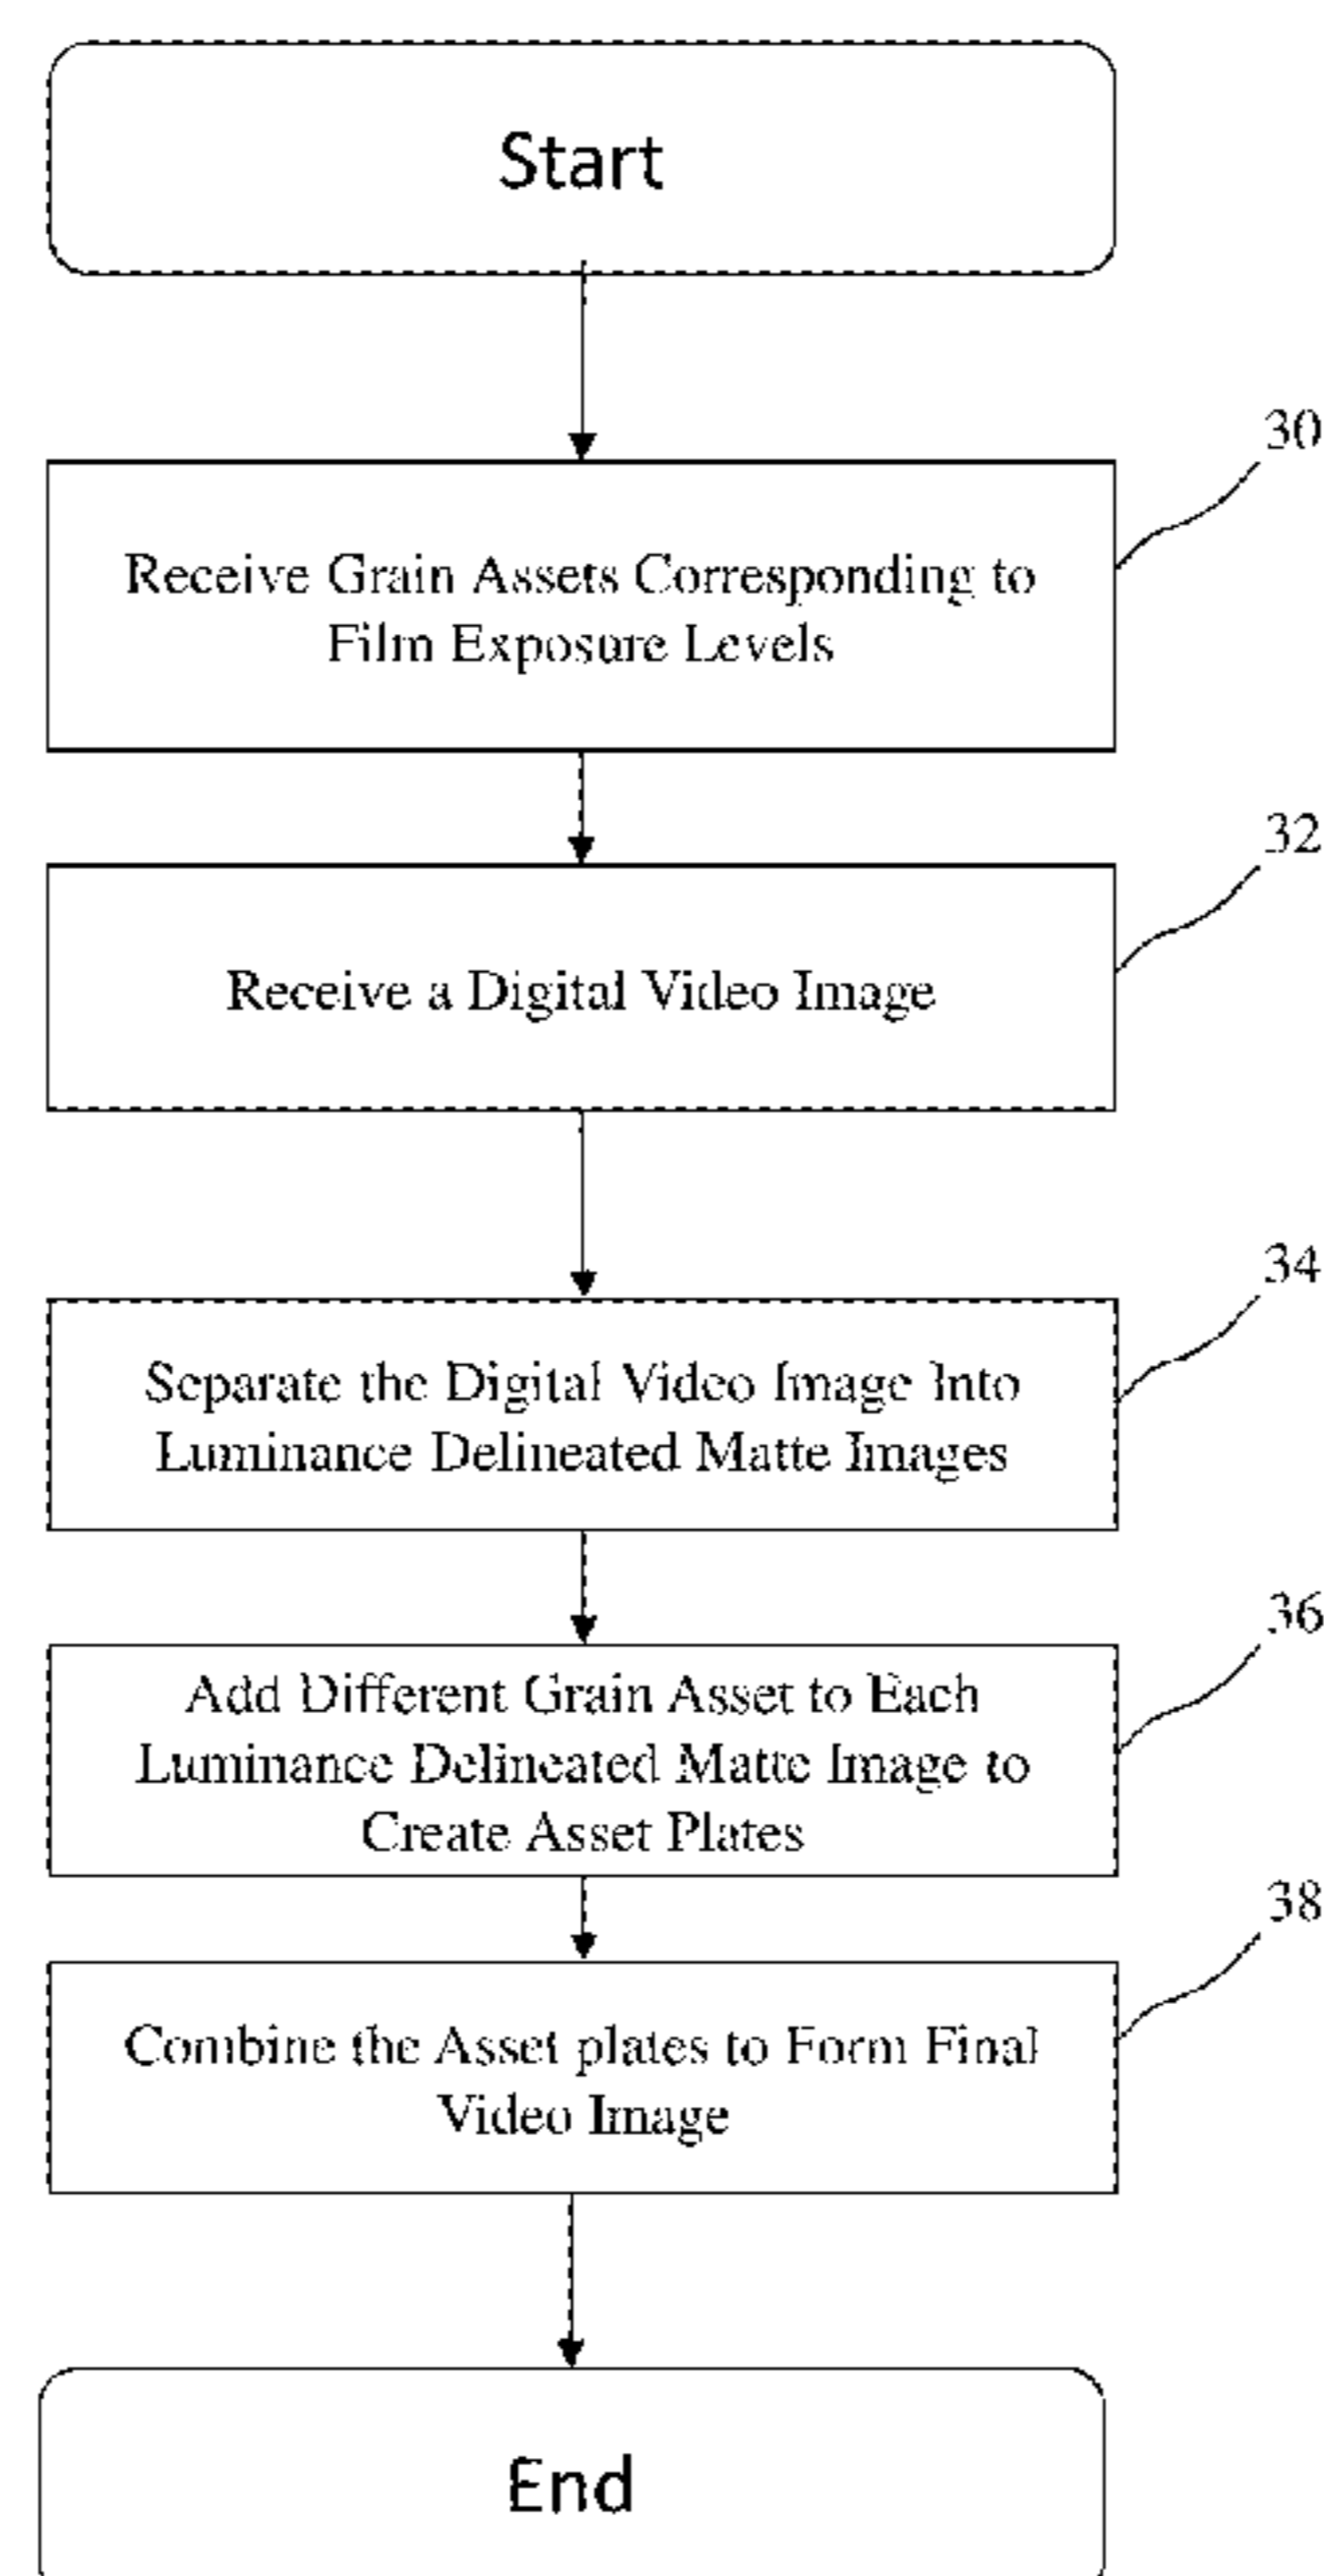 Start
30
Receive Grain Assets Corresponding to
Film Exposure Levels
32
Receive a Digital Video Image
34
Separate the Digital Video Image Into
Luminance Delineated Matte Images
36
Add Different Grain Asset to Each
Luminance Delineated Matte Image to
Create Asset Plates
38
Combine the Asset plates to Form Final
Video Image
End